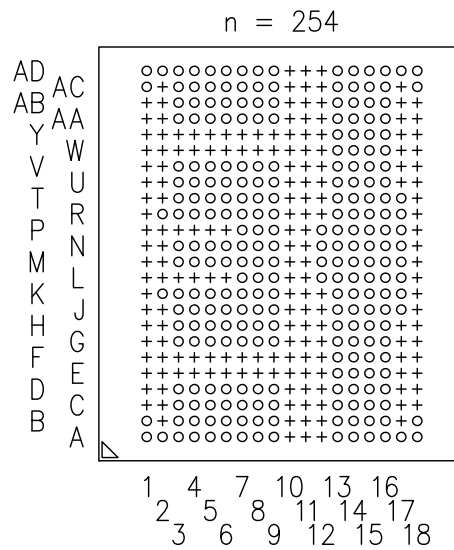 n = 254
AD
AC
AB
AA
Y
W
V
U
T
R
P
N
M
L
K
J
H
G
F
E
D
C
B
A
1 4 7 10 13 16
2 5 8 11 14 17
3 6 9 12 15 18